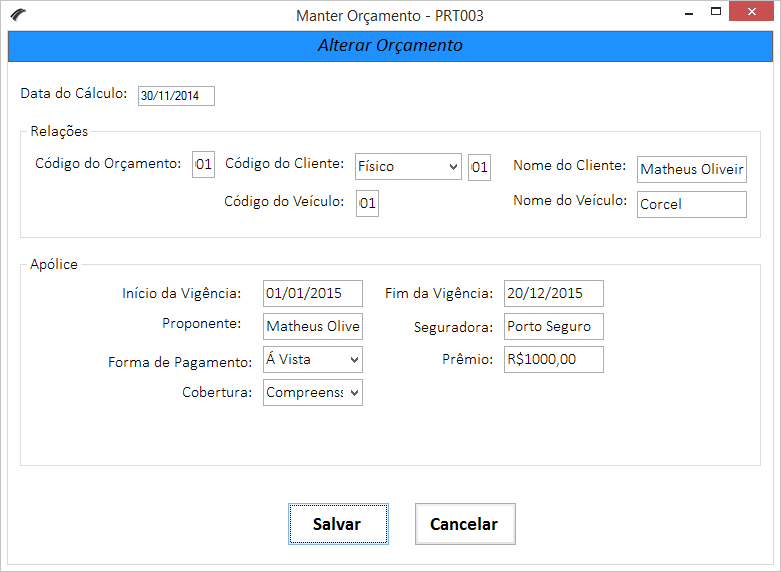 Manter Orçamento - PRT003
Alterar Orçamento
Data do Cálculo: 30/11/2014
Relações
Código do Orçamento: 01 Código do Cliente: Físico 01 Nome do Cliente: Matheus Oliveir
Código do Veículo: 01 Nome do Veículo: Corcel
Apólice
Início da Vigência: 01/01/2015 Fim da Vigência: 20/12/2015
Proponente: Matheus Olive Seguradora: Porto Seguro
Forma de Pagamento: Á Vista Prêmio: R$1000,00
Cobertura: Compreens
Salvar Cancelar